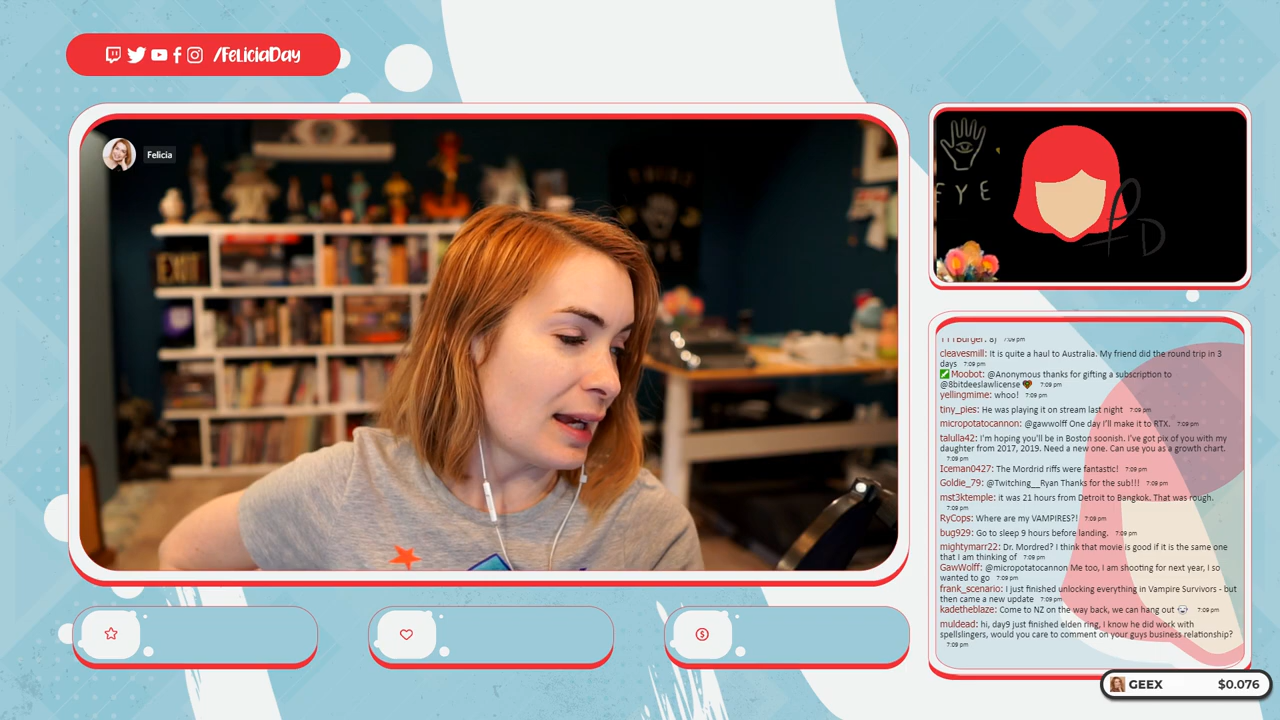 /FeLiciaDay
Felicia
EXIT
THIRD
EYE
EYE
8) 7:09 pm
cleavesmill: It is quite a haul to Australia. My friend did the round trip in 3
days 7:09 pm
Moobot: @Anonymous thanks for gifting a subscription to
@8bitdeeslawlicense 7:09 pm
yellingmime: whoo! 7:09 pm
tiny_pies: He was playing it on stream last night 7:09 pm
micropotatocannon: @gawwolff One day I'll make it to RTX. 7:09 pm
talulla42: I'm hoping you'll be in Boston soonish. I've got pix of you with my
daughter from 2017, 2019. Need a new one. Can use you as a growth chart.
7:09 pm
Iceman0427: The Mordrid riffs were fantastic! 7:09 pm
Goldie_79: @Twitching__Ryan Thanks for the sub!!! 7:09 pm
mst3ktemple: it was 21 hours from Detroit to Bangkok. That was rough.
7:09 pm
RyCops: Where are my VAMPIRES?! 7:09 pm
bug929: Go to sleep 9 hours before landing. 7:09 pm
mightymarr22: Dr. Mordred? I think that movie is good if it is the same one
that I am thinking of 7:09 pm
GawWolff: @micropotatocannon Me too, I am shooting for next year, I so
wanted to go 7:09 pm
frank_scenario: I just finished unlocking everything in Vampire Survivors - but
then came a new update 7:09 pm
kadetheblaze: Come to NZ on the way back, we can hang out 7:09 pm
muldead: hi, day9 just finished elden ring, I know he did work with
spellslingers, would you care to comment on your guys business relationship?
7:09 pm
GEEX $0.076